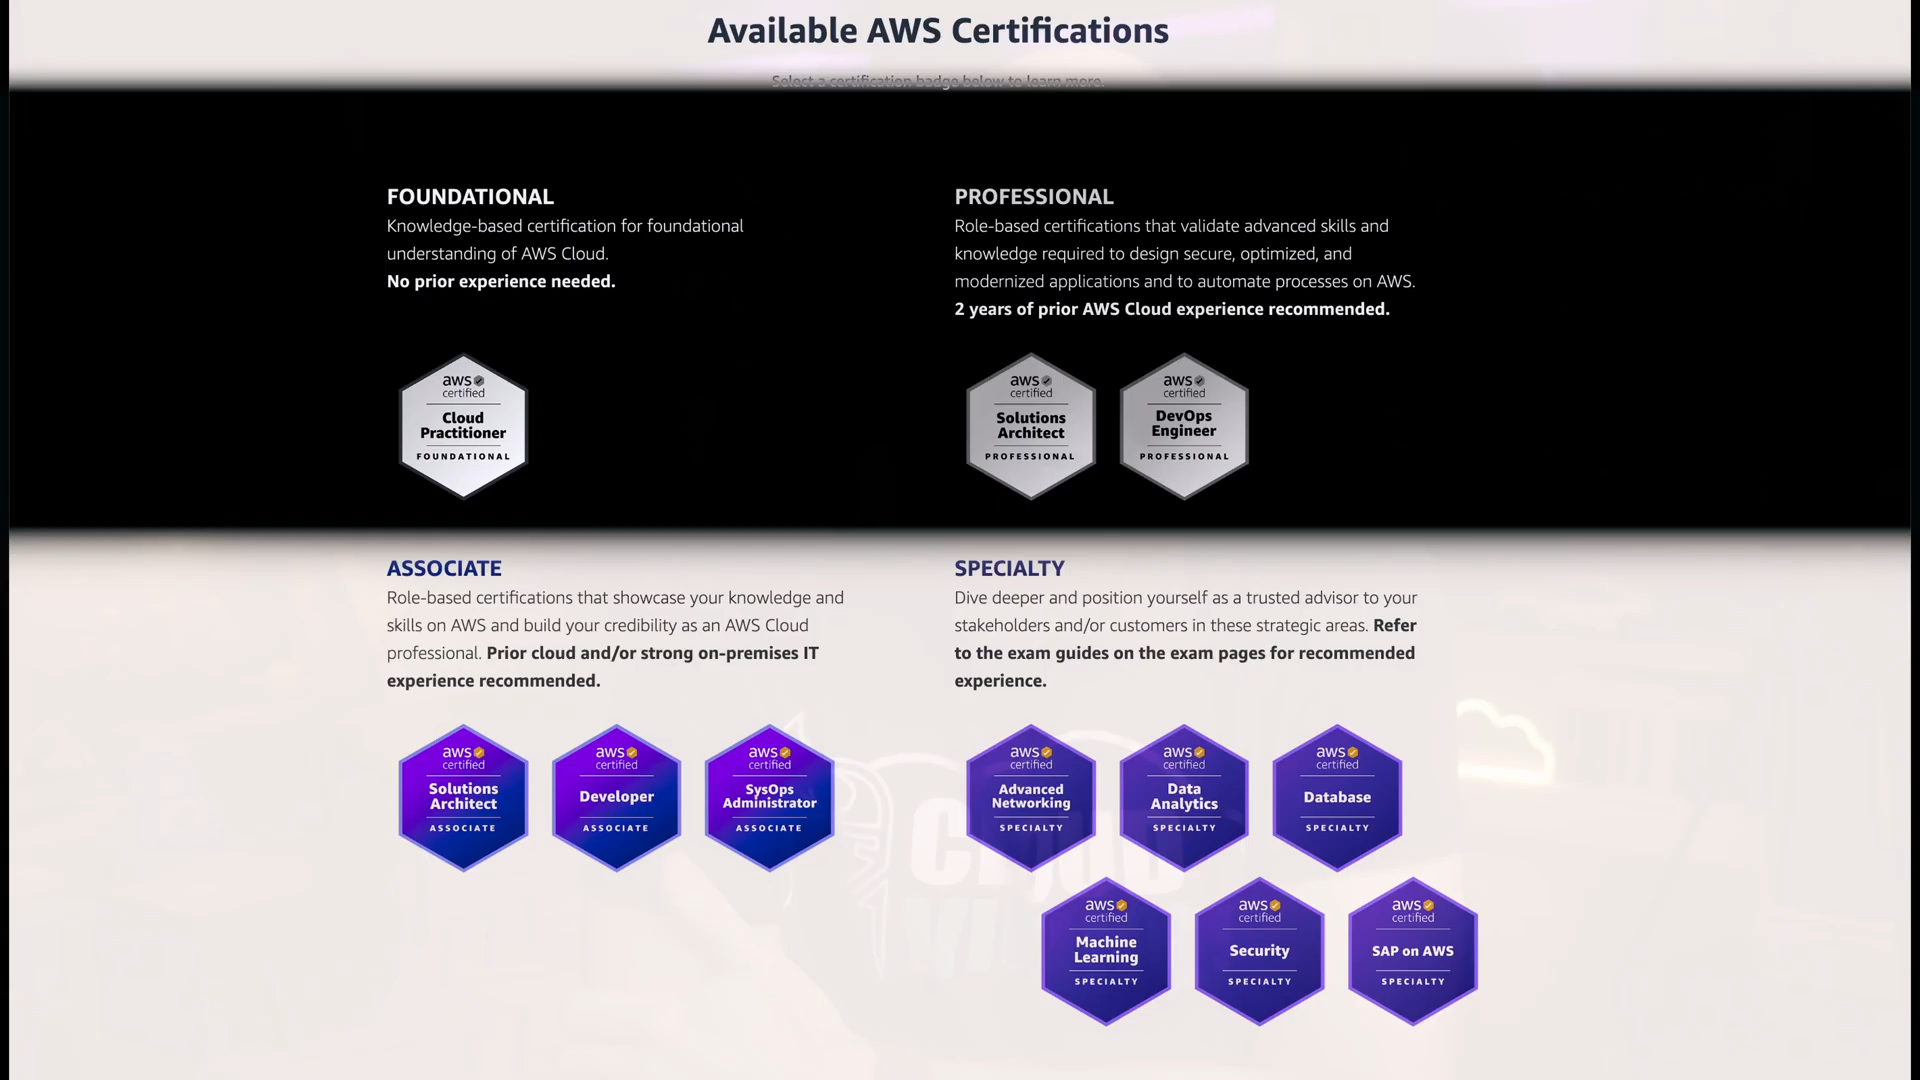 Available AWS Certifications
Select a certification badge below to learn more.
FOUNDATIONAL
Knowledge-based certification for foundational
understanding of AWS Cloud.
No prior experience needed.
aws
certified
Cloud
Practitioner
FOUNDATIONAL
PROFESSIONAL
Role-based certifications that validate advanced skills and
knowledge required to design secure, optimized, and
modernized applications and to automate processes on AWS.
2 years of prior AWS Cloud experience recommended.
aws
certified
Solutions
Architect
PROFESSIONAL
aws
certified
DevOps
Engineer
PROFESSIONAL
ASSOCIATE
Role-based certifications that showcase your knowledge and
skills on AWS and build your credibility as an AWS Cloud
professional. Prior cloud and/or strong on-premises IT
experience recommended.
aws
certified
Solutions
Architect
ASSOCIATE
aws
certified
Developer
ASSOCIATE
aws
certified
SysOps
Administrator
ASSOCIATE
SPECIALTY
Dive deeper and position yourself as a trusted advisor to your
stakeholders and/or customers in these strategic areas. Refer
to the exam guides on the exam pages for recommended
experience.
aws
certified
Advanced
Networking
SPECIALTY
aws
certified
Data
Analytics
SPECIALTY
aws
certified
Database
SPECIALTY
aws
certified
Machine
Learning
SPECIALTY
aws
certified
Security
SPECIALTY
aws
certified
SAP on AWS
SPECIALTY